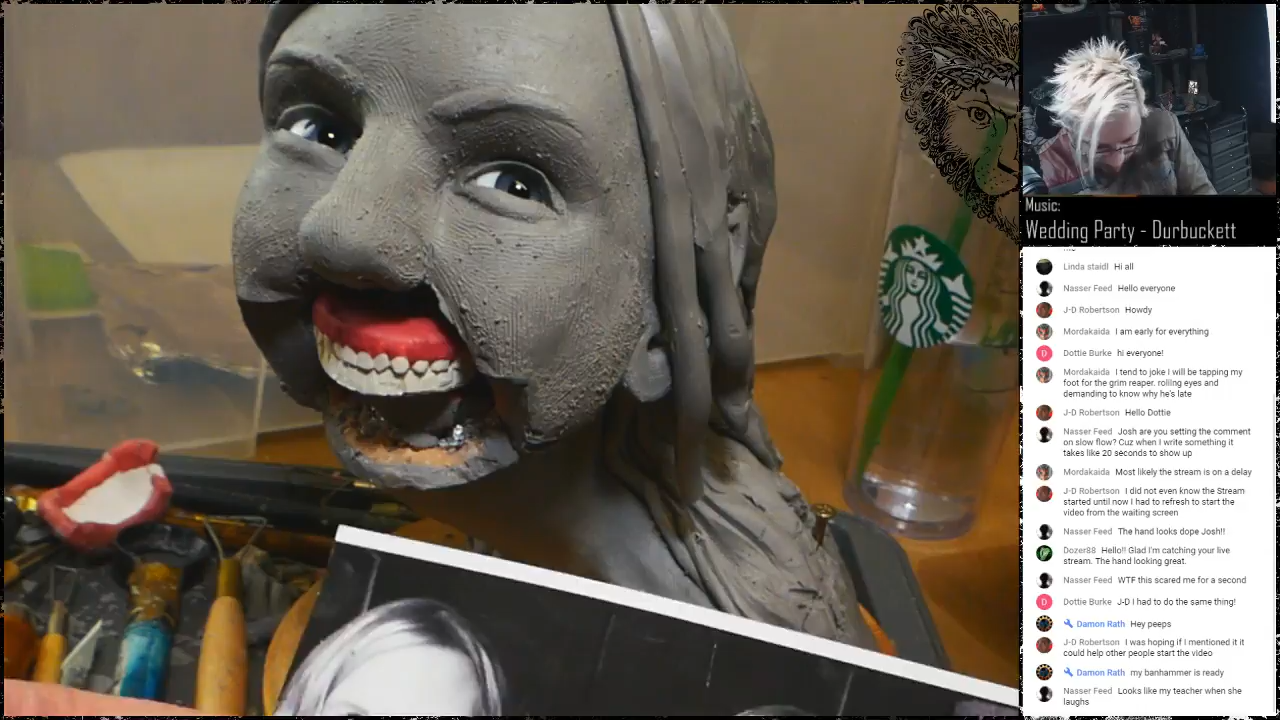 Music:
Wedding Party - Durbuckett
Linda staidl Hi all
Nasser Feed Hello everyone
J-D Robertson Howdy
Mordakaida I am early for everything
D
Dottie Burke hi everyone!
Mordakaida I tend to joke I will be tapping my
foot for the grim reaper. roliing eyes and
demanding to know why he's late
J-D Robertson Hello Dottie
Nasser Feed Josh are you setting the comment
on slow flow? Cuz when I write something it
takes like 20 seconds to show up
Mordakaida Most likely the stream is on a delay
J-D Robertson I did not even know the Stream
started until now I had to refresh to start the
video from the waiting screen
Nasser Feed The hand looks dope Josh!!
Dozer88 Hello!! Glad I'm catching your live
stream. The hand looking great.
Nasser Feed WTF this scared me for a second
D
Dottie Burke J-D I had to do the same thing!
Damon Rath Hey peeps
J-D Robertson I was hoping if I mentioned it it
could help other people start the video
Damon Rath my banhammer is ready
Nasser Feed Looks like my teacher when she
laughs